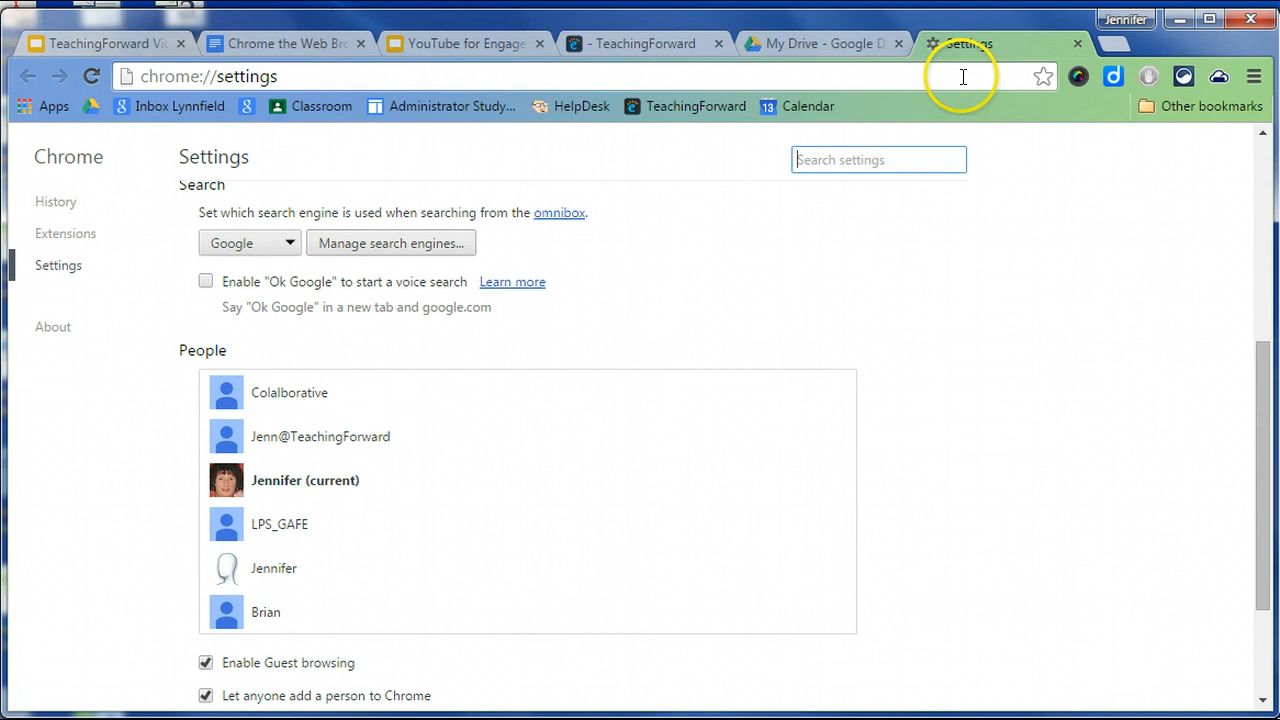 Jennifer
TeachingForward Vi
Chrome the Web Br
YouTube for Engage
- TeachingForward
My Drive - Google D
Settings
chrome://settings
Apps
Inbox Lynnfield
Classroom
Administrator Study...
HelpDesk
TeachingForward
13 Calendar
Other bookmarks
Chrome
Settings
Search settings
History
Extensions
Settings
About
Search
Set which search engine is used when searching from the omnibox.
Google
Manage search engines...
Enable "Ok Google" to start a voice search Learn more
Say "Ok Google" in a new tab and google.com
People
Colalborative
Jenn@TeachingForward
Jennifer (current)
LPS_GAFE
Jennifer
Brian
Enable Guest browsing
Let anyone add a person to Chrome